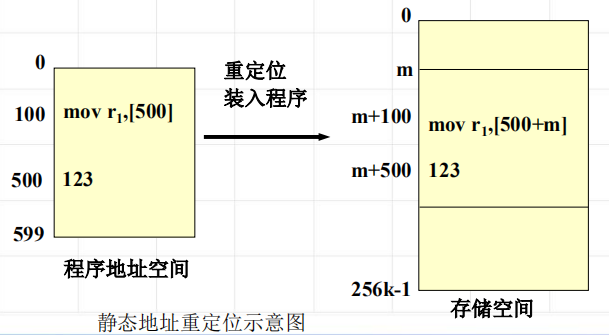 0
100
500
599
mov r1,[500]
123
程序地址空间
重定位
装入程序
0
m
m+100
m+500
256k-1
mov r1,[500+m]
123
存储空间
静态地址重定位示意图